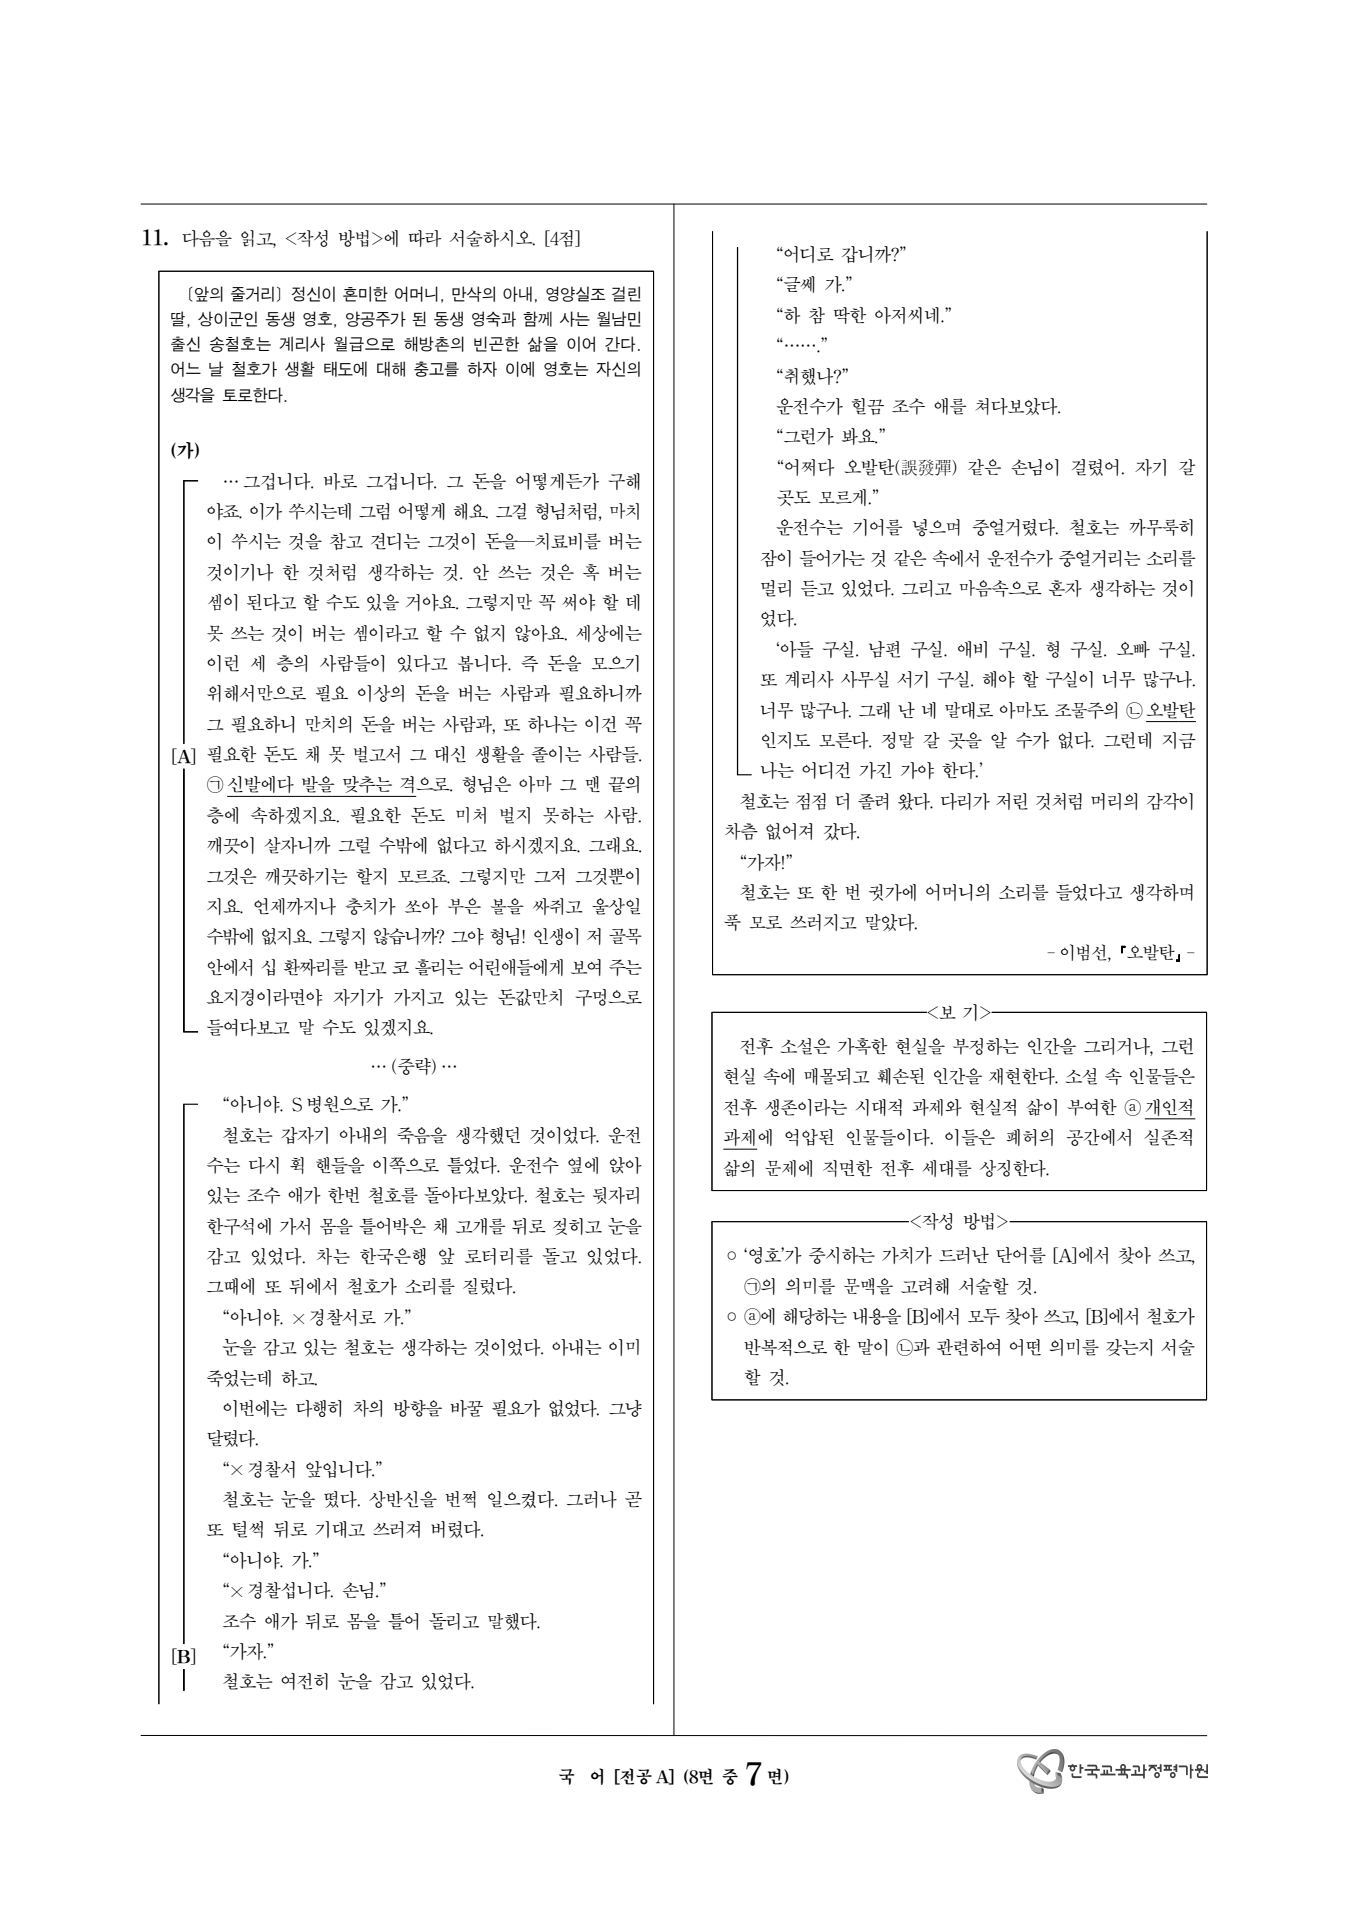 11. 다음을 읽고, <작성 방법>에 따라 서술하시오. [4점]
〔앞의 줄거리〕 정신이 혼미한 어머니, 만삭의 아내, 영양실조 걸린
딸, 상이군인 동생 영호, 양공주가 된 동생 영숙과 함께 사는 월남민
출신 송철호는 계리사 월급으로 해방촌의 빈곤한 삶을 이어 간다.
어느 날 철호가 생활 태도에 대해 충고를 하자 이에 영호는 자신의
생각을 토로한다.
(가)
… 그겁니다. 바로 그겁니다. 그 돈을 어떻게든가 구해
야죠. 이가 쑤시는데 그럼 어떻게 해요. 그걸 형님처럼, 마치
이 쑤시는 것을 참고 견디는 그것이 돈을―치료비를 버는
것이기나 한 것처럼 생각하는 것. 안 쓰는 것은 혹 버는
셈이 된다고 할 수도 있을 거야요. 그렇지만 꼭 써야 할 데
못 쓰는 것이 버는 셈이라고 할 수 없지 않아요. 세상에는
이런 세 층의 사람들이 있다고 봅니다. 즉 돈을 모으기
위해서만으로 필요 이상의 돈을 버는 사람과 필요하니까
그 필요하니 만치의 돈을 버는 사람과, 또 하나는 이건 꼭
[A] 필요한 돈도 채 못 벌고서 그 대신 생활을 졸이는 사람들.
㉠신발에다 발을 맞추는 격으로. 형님은 아마 그 맨 끝의
층에 속하겠지요. 필요한 돈도 미처 벌지 못하는 사람.
깨끗이 살자니까 그럴 수밖에 없다고 하시겠지요. 그래요.
그것은 깨끗하기는 할지 모르죠. 그렇지만 그저 그것뿐이
지요. 언제까지나 충치가 쏘아 부은 볼을 싸쥐고 울상일
수밖에 없지요. 그렇지 않습니까? 그야 형님! 인생이 저 골목
안에서 십 환짜리를 받고 코 흘리는 어린애들에게 보여 주는
요지경이라면야 자기가 가지고 있는 돈값만치 구멍으로
들여다보고 말 수도 있겠지요.
… (중략) …
“아니야. S병원으로 가.”
철호는 갑자기 아내의 죽음을 생각했던 것이었다. 운전
수는 다시 휙 핸들을 이쪽으로 틀었다. 운전수 옆에 앉아
있는 조수 애가 한번 철호를 돌아다보았다. 철호는 뒷자리
한구석에 가서 몸을 틀어박은 채 고개를 뒤로 젖히고 눈을
감고 있었다. 차는 한국은행 앞 로터리를 돌고 있었다.
그때에 또 뒤에서 철호가 소리를 질렀다.
“아니야. ×경찰서로 가.”
눈을 감고 있는 철호는 생각하는 것이었다. 아내는 이미
죽었는데 하고.
이번에는 다행히 차의 방향을 바꿀 필요가 없었다. 그냥
달렸다.
“×경찰서 앞입니다.”
철호는 눈을 떴다. 상반신을 번쩍 일으켰다. 그러나 곧
또 털썩 뒤로 기대고 쓰러져 버렸다.
“아니야. 가.”
“×경찰섭니다. 손님.”
조수 애가 뒤로 몸을 틀어 돌리고 말했다.
[B] “가자.”
철호는 여전히 눈을 감고 있었다.
“어디로 갑니까?”
“글쎄 가.”
“하 참 딱한 아저씨네.”
“…….”
“취했나?”
운전수가 힐끔 조수 애를 쳐다보았다.
“그런가 봐요.”
“어쩌다 오발탄(誤發彈) 같은 손님이 걸렸어. 자기 갈
곳도 모르게.”
운전수는 기어를 넣으며 중얼거렸다. 철호는 까무룩히
잠이 들어가는 것 같은 속에서 운전수가 중얼거리는 소리를
멀리 듣고 있었다. 그리고 마음속으로 혼자 생각하는 것이
었다.
‘아들 구실. 남편 구실. 애비 구실. 형 구실. 오빠 구실.
또 계리사 사무실 서기 구실. 해야 할 구실이 너무 많구나.
너무 많구나. 그래 난 네 말대로 아마도 조물주의 ㉡오발탄
인지도 모른다. 정말 갈 곳을 알 수가 없다. 그런데 지금
나는 어디건 가긴 가야 한다.’
철호는 점점 더 졸려 왔다. 다리가 저린 것처럼 머리의 감각이
차츰 없어져 갔다.
“가자!”
철호는 또 한 번 귓가에 어머니의 소리를 들었다고 생각하며
푹 모로 쓰러지고 말았다.
- 이범선, 『오발탄』 -
<보 기>
전후 소설은 가혹한 현실을 부정하는 인간을 그리거나, 그런
현실 속에 매몰되고 훼손된 인간을 재현한다. 소설 속 인물들은
전후 생존이라는 시대적 과제와 현실적 삶이 부여한 ⓐ개인적
과제에 억압된 인물들이다. 이들은 폐허의 공간에서 실존적
삶의 문제에 직면한 전후 세대를 상징한다.
<작성 방법>
○ ‘영호’가 중시하는 가치가 드러난 단어를 [A]에서 찾아 쓰고,
㉠의 의미를 문맥을 고려해 서술할 것.
○ ⓐ에 해당하는 내용을 [B]에서 모두 찾아 쓰고, [B]에서 철호가
반복적으로 한 말이 ㉡과 관련하여 어떤 의미를 갖는지 서술
할 것.
국 어 [전공 A] (8면 중 7 면)
한국교육과정평가원